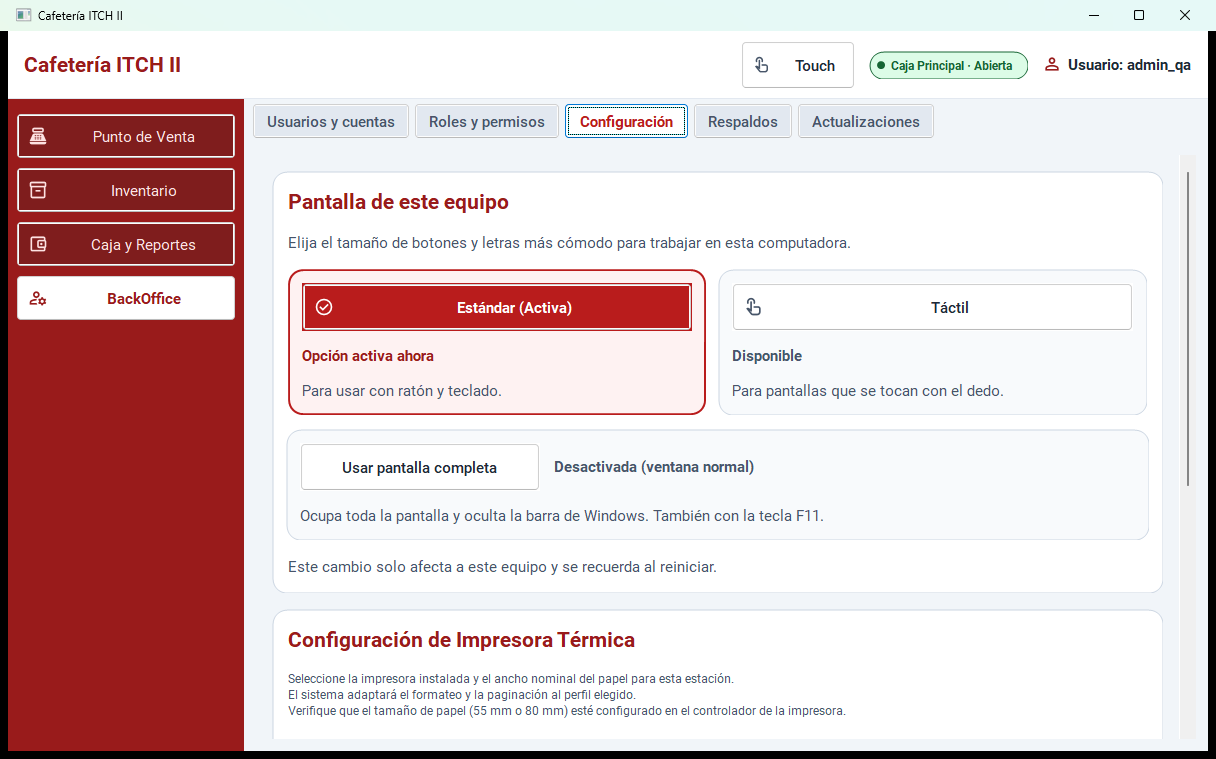 Cafetería ITCH II
Cafetería ITCH II
Touch
Caja Principal · Abierta
Usuario: admin_qa
Punto de Venta
Inventario
Caja y Reportes
BackOffice
Usuarios y cuentas
Roles y permisos
Configuración
Respaldos
Actualizaciones
Pantalla de este equipo
Elija el tamaño de botones y letras más cómodo para trabajar en esta computadora.
Estándar (Activa)
Opción activa ahora
Para usar con ratón y teclado.
Táctil
Disponible
Para pantallas que se tocan con el dedo.
Usar pantalla completa
Desactivada (ventana normal)
Ocupa toda la pantalla y oculta la barra de Windows. También con la tecla F11.
Este cambio solo afecta a este equipo y se recuerda al reiniciar.
Configuración de Impresora Térmica
Seleccione la impresora instalada y el ancho nominal del papel para esta estación.
El sistema adaptará el formateo y la paginación al perfil elegido.
Verifique que el tamaño de papel (55 mm o 80 mm) esté configurado en el controlador de la impresora.